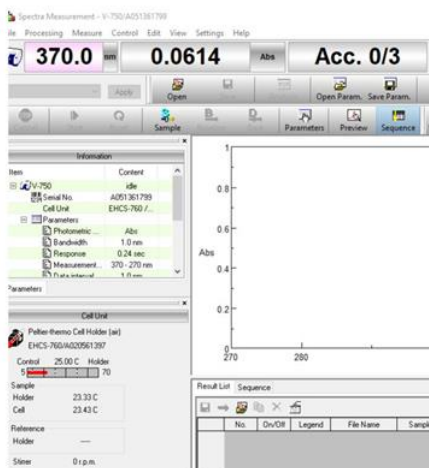 Spectra Measurement - V-750/A051361799
Processing Measure Control Edit View Settings Help
370.0 nm 0.0614 Abs Acc. 0/3
Apply Open Open Param. Save Param.
Sample Parameters Preview Sequence
Information
Item Content
V-750 idle
Serial No. A051361799
Cell Unit EHCS-760 /...
Parameters
Photometric ... Abs
Bandwidth 1.0 nm
Response 0.24 sec
Measurement... 370 - 270 nm
Data interval 1.0 nm
Parameters
Cell Unit
Peltier-thermo Cell Holder (air)
EHCS-760/A020561397
Control 25.00 C Holder
5 70
Sample
Holder 23.33 C
Cell 23.43 C
Reference
Holder ---
Stirrer 0 r.p.m.
1
0.8
0.6
Abs
0.4
0.2
0
270 280
Result List Sequence
No. On/Off Legend File Name Sampl